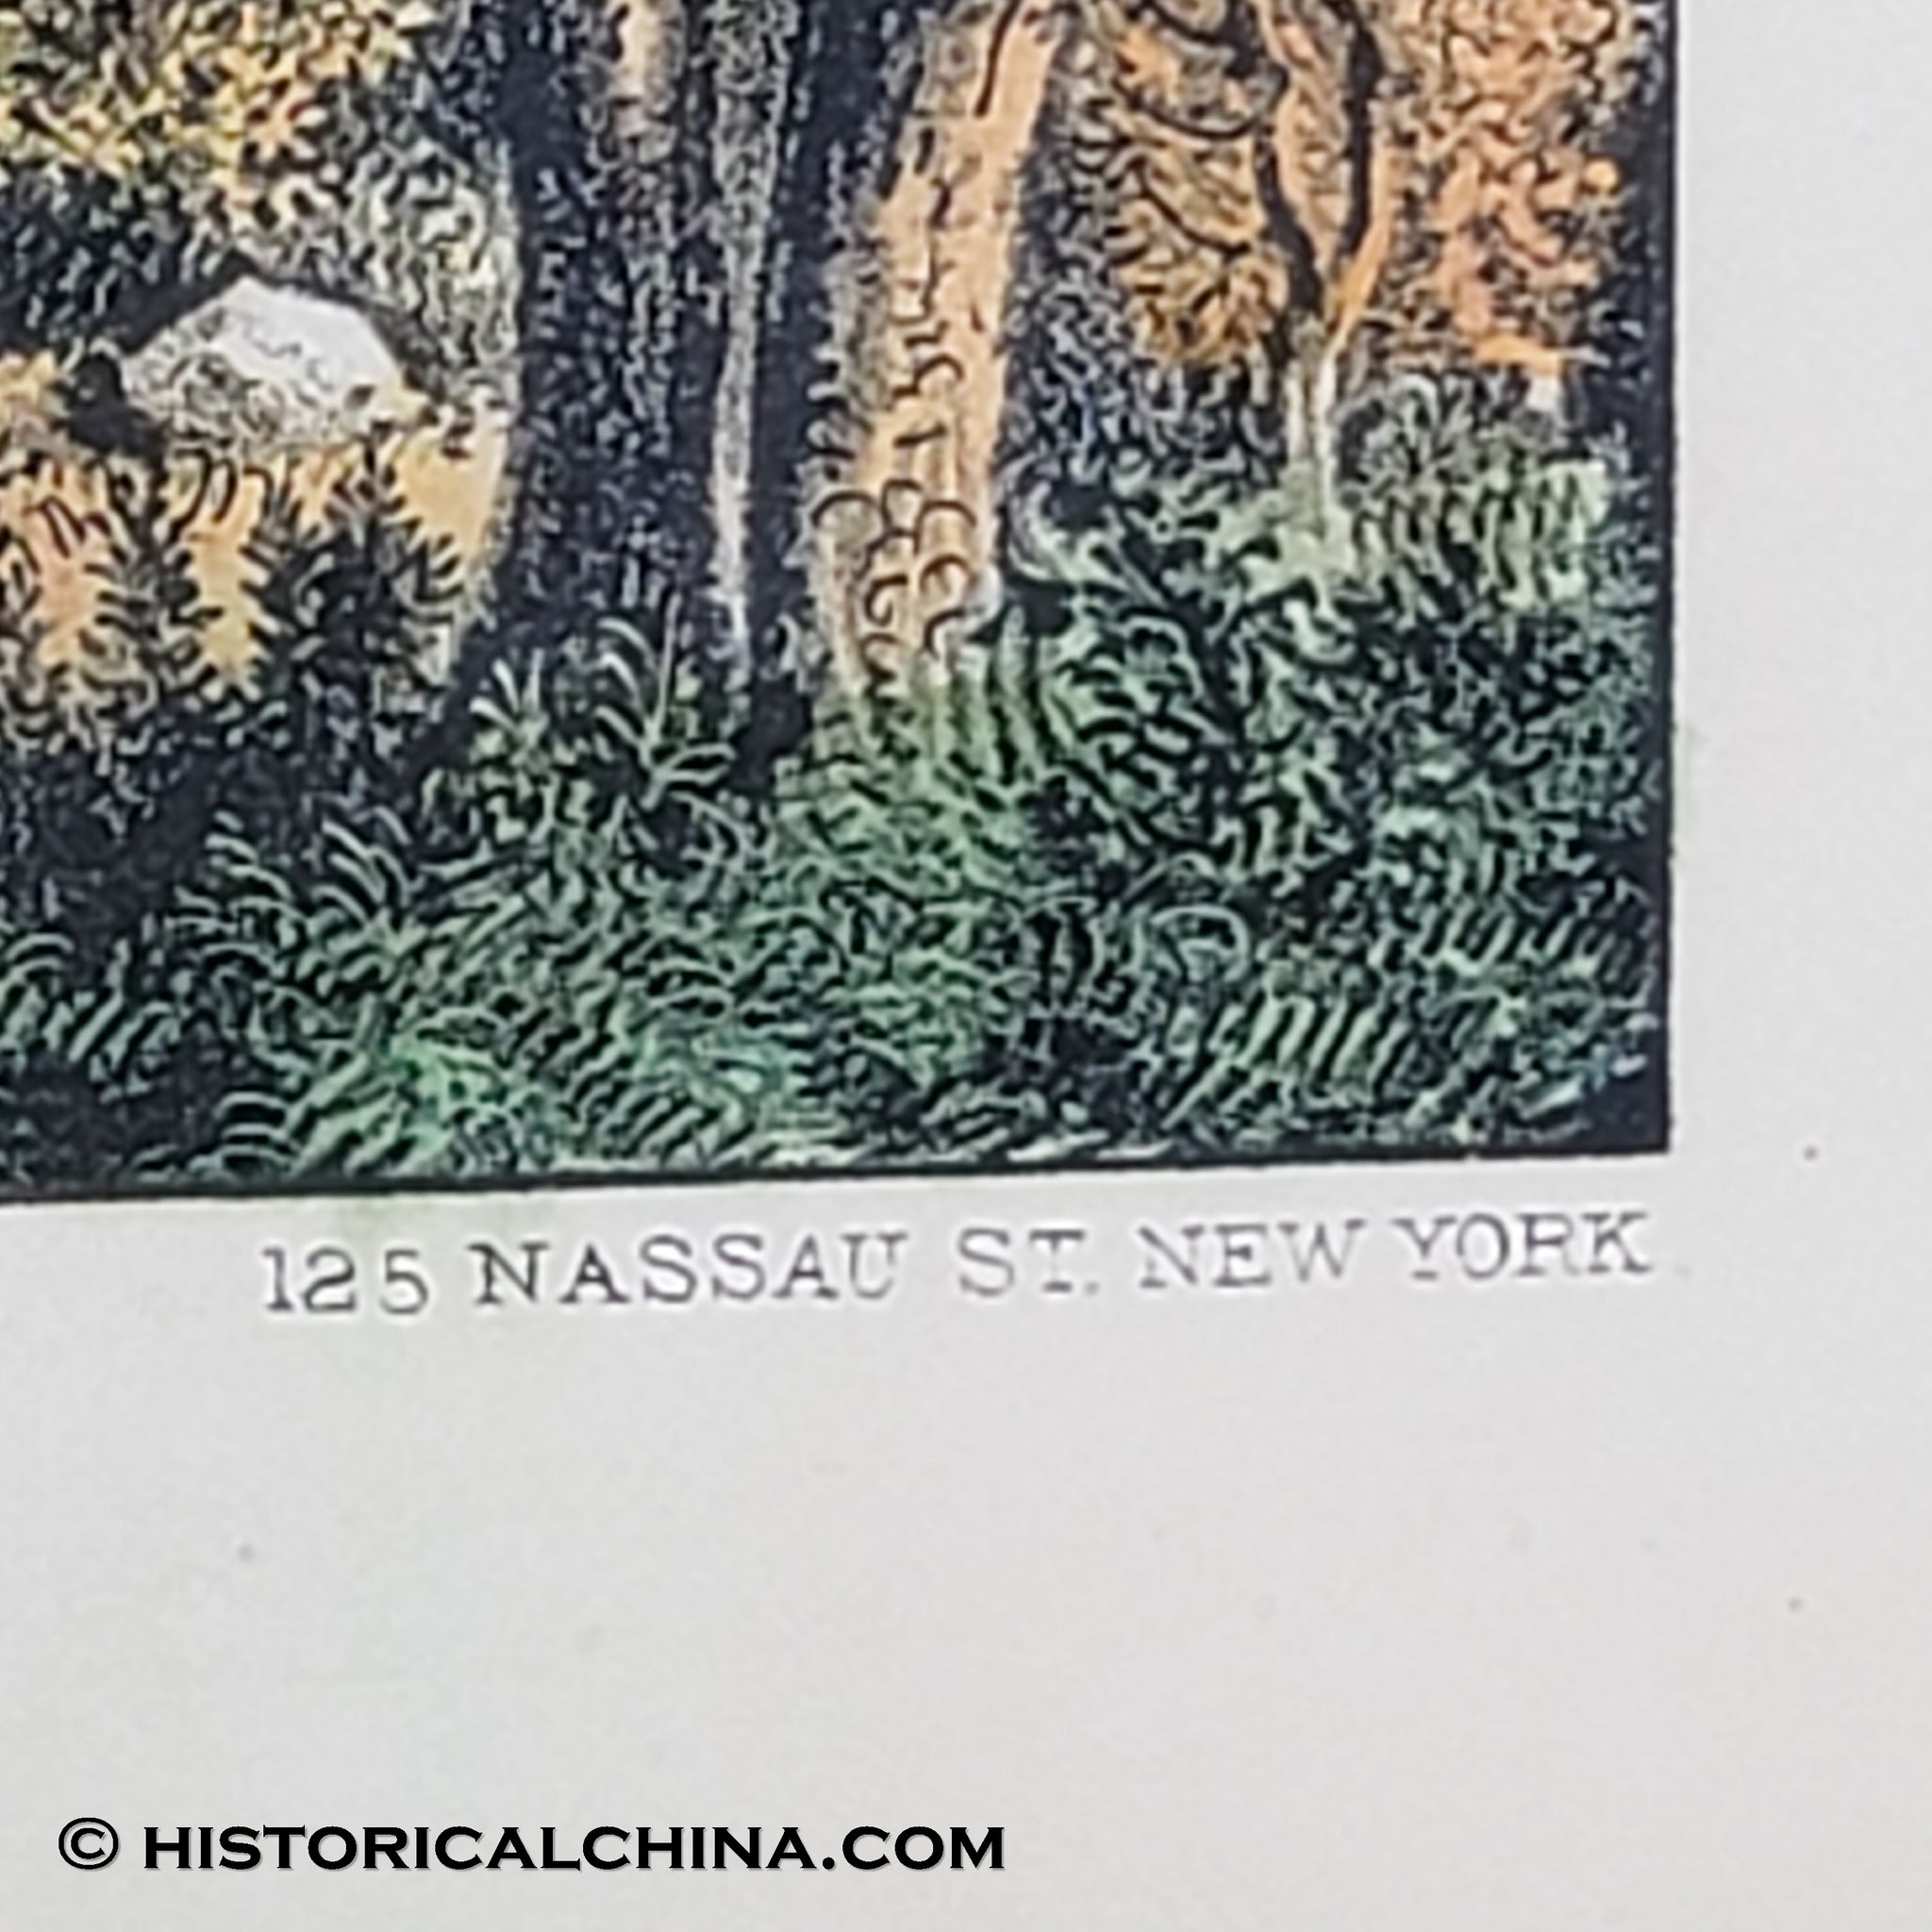 125 NASSAU ST. NEW YORK
© HISTORICALCHINA.COM